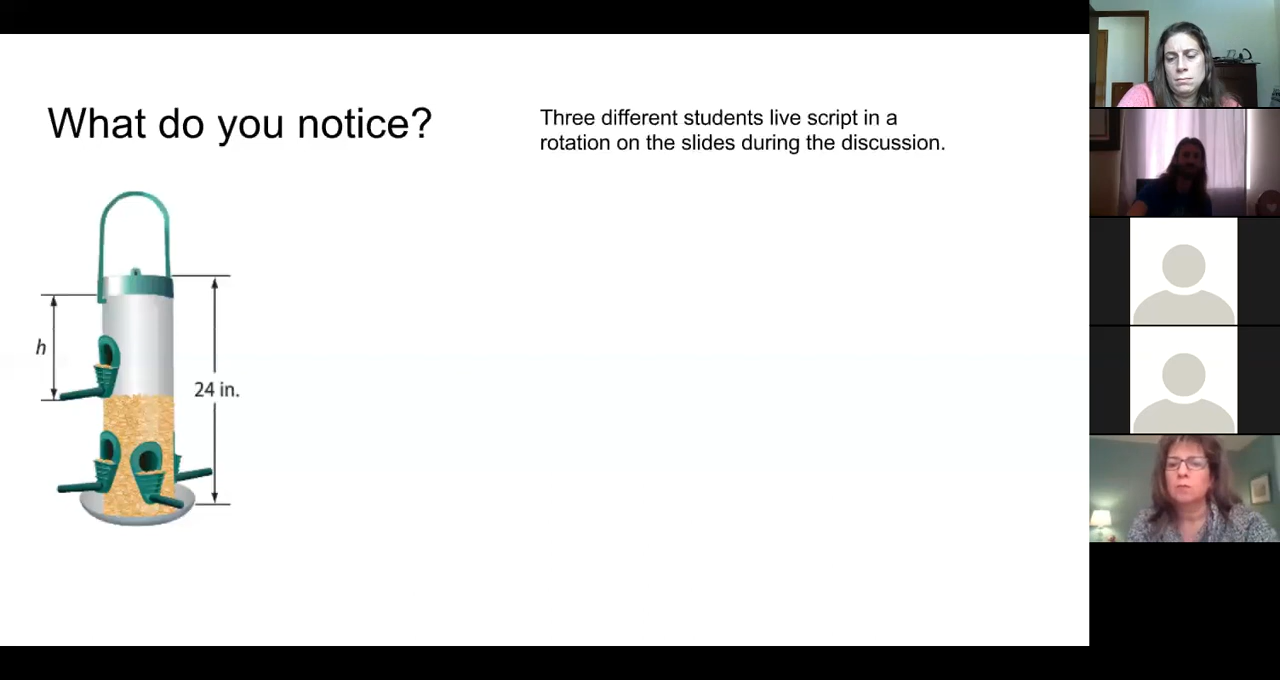 What do you notice?
Three different students live script in a
rotation on the slides during the discussion.
h
24 in.